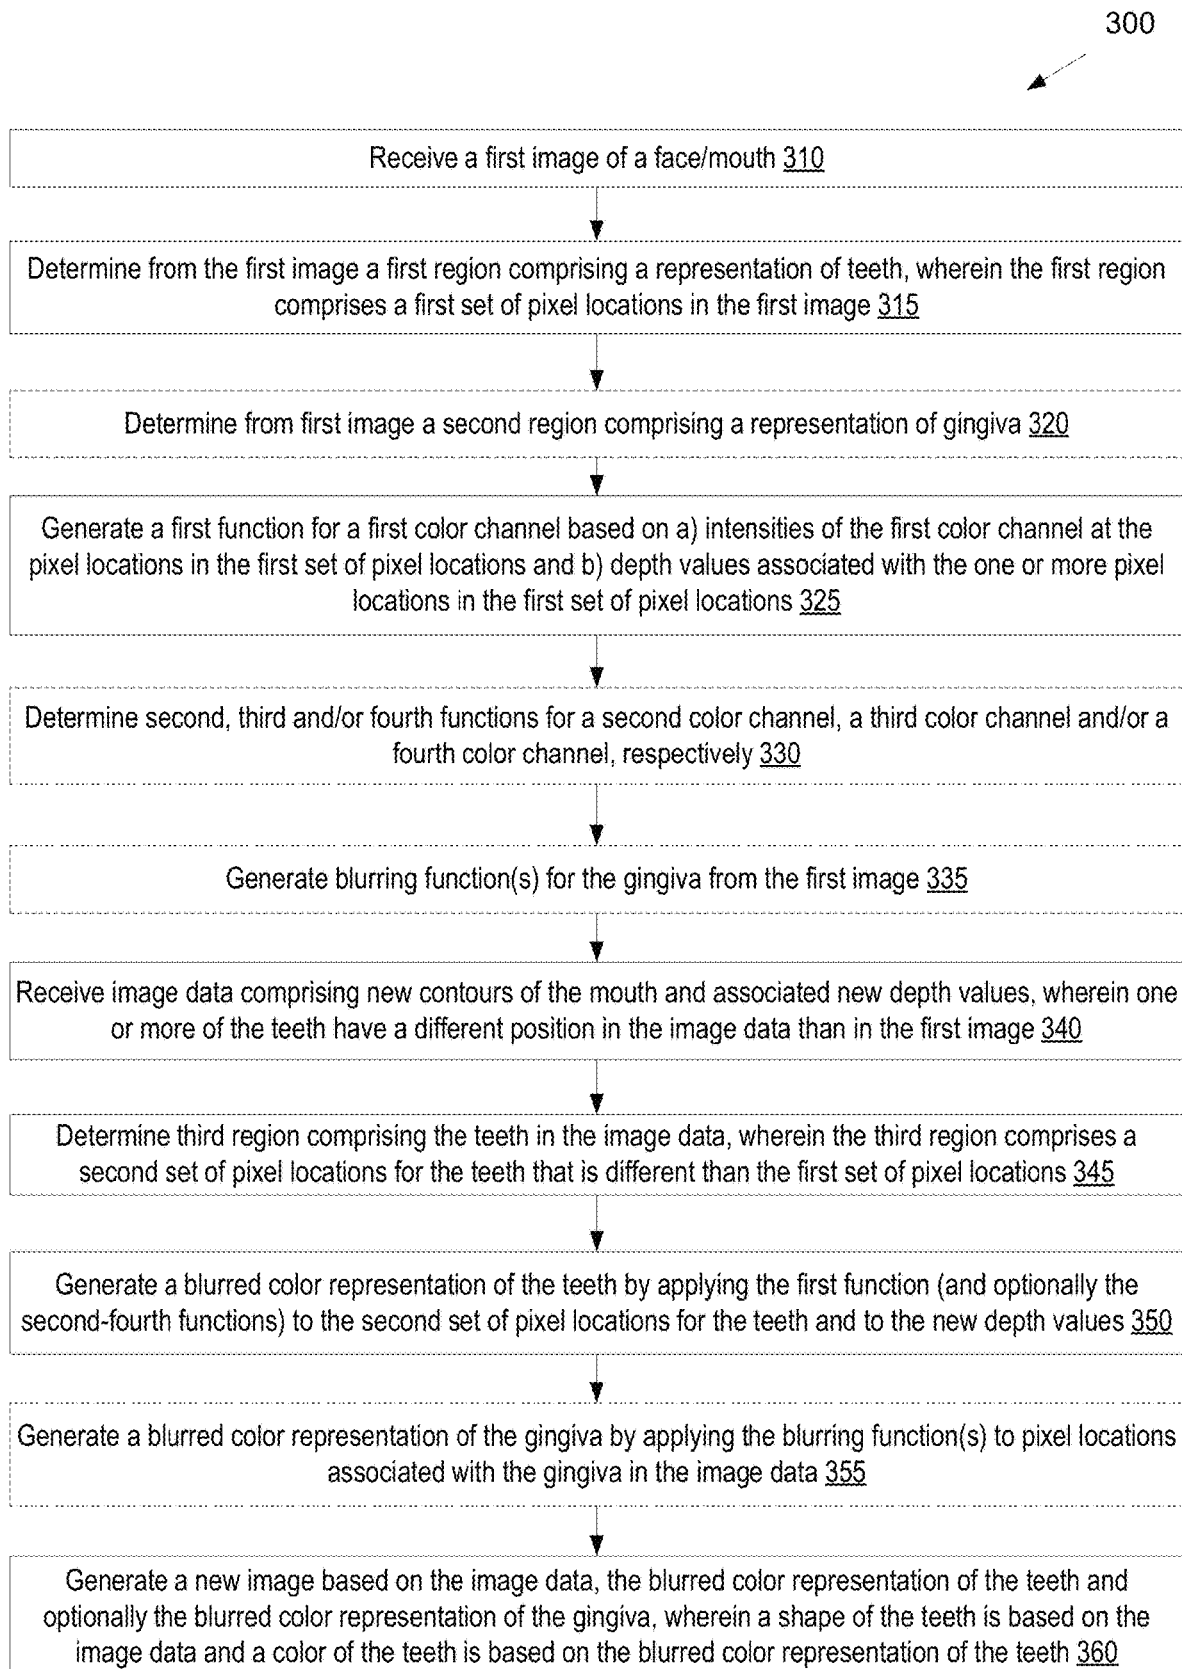 300
Receive a first image of a face/mouth 310
Determine from the first image a first region comprising a representation of teeth, wherein the first region
comprises a first set of pixel locations in the first image 315
Determine from first image a second region comprising a representation of gingiva 320
Generate a first function for a first color channel based on a) intensities of the first color channel at the
pixel locations in the first set of pixel locations and b) depth values associated with the one or more pixel
locations in the first set of pixel locations 325
Determine second, third and/or fourth functions for a second color channel, a third color channel and/or a
fourth color channel, respectively 330
Generate blurring function(s) for the gingiva from the first image 335
Receive image data comprising new contours of the mouth and associated new depth values, wherein one
or more of the teeth have a different position in the image data than in the first image 340
Determine third region comprising the teeth in the image data, wherein the third region comprises a
second set of pixel locations for the teeth that is different than the first set of pixel locations 345
Generate a blurred color representation of the teeth by applying the first function (and optionally the
second-fourth functions) to the second set of pixel locations for the teeth and to the new depth values 350
Generate a blurred color representation of the gingiva by applying the blurring function(s) to pixel locations
associated with the gingiva in the image data 355
Generate a new image based on the image data, the blurred color representation of the teeth and
optionally the blurred color representation of the gingiva, wherein a shape of the teeth is based on the
image data and a color of the teeth is based on the blurred color representation of the teeth 360